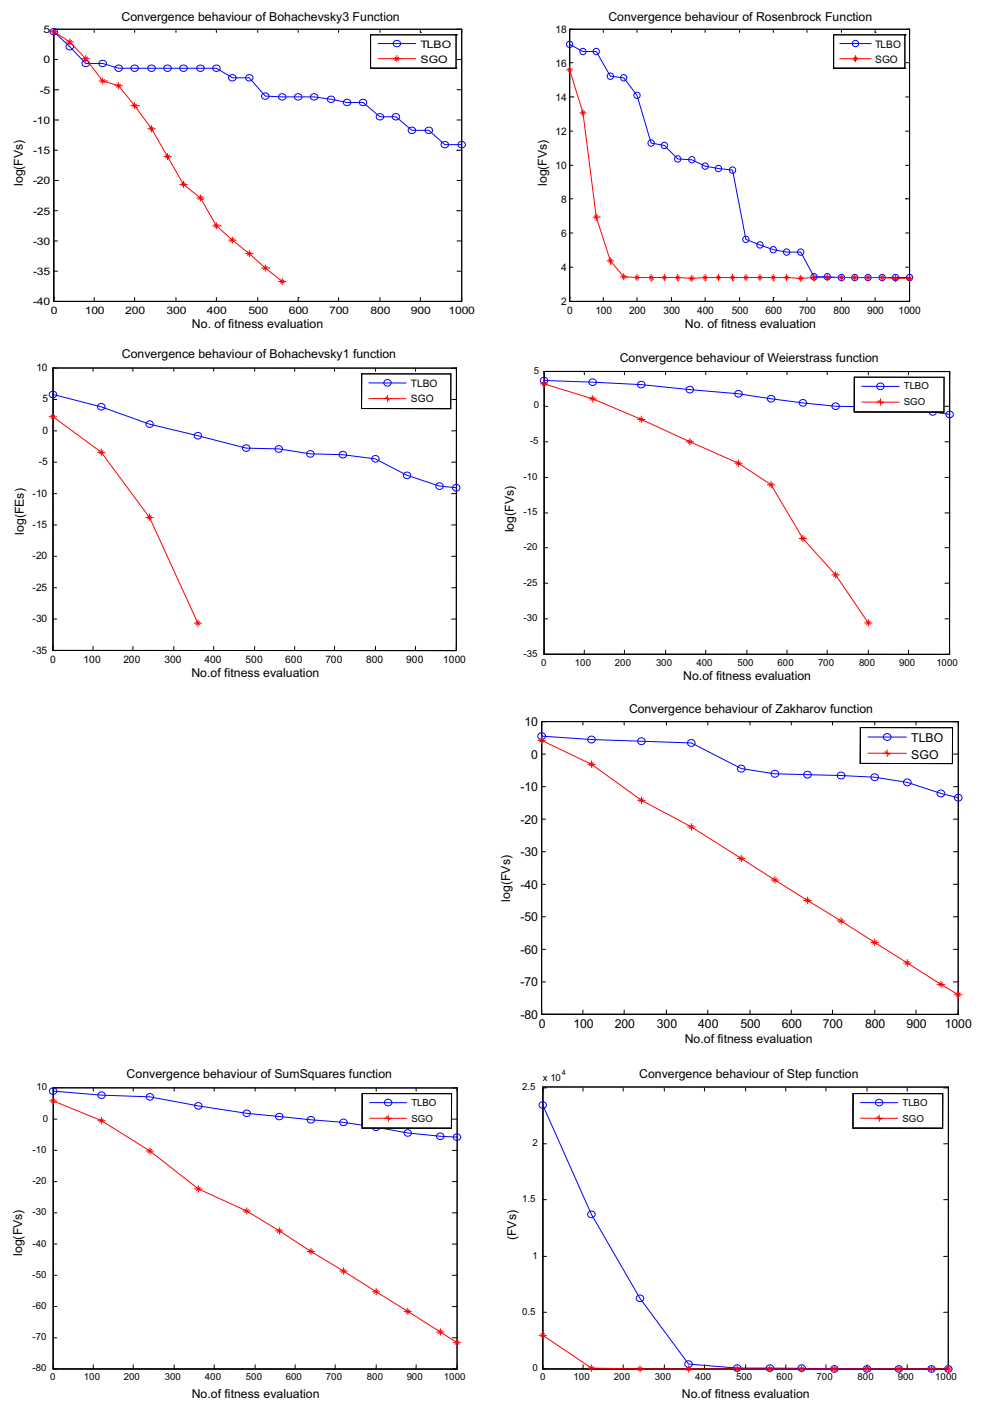 Convergence behaviour of Bohachevsky3 Function
5
0
-5
-10
-15
-20
-25
-30
-35
-40
log(FVs)
TLBO
SGO
0 100 200 300 400 500 600 700 800 900 1000
No. of fitness evaluation
Convergence behaviour of Rosenbrock Function
18
16
14
12
10
8
6
4
2
log(FVs)
TLBO
SGO
0 100 200 300 400 500 600 700 800 900 1000
No. of fitness evaluation
Convergence behaviour of Bohachevsky1 function
10
5
0
-5
-10
-15
-20
-25
-30
-35
log(FEs)
TLBO
SGO
0 100 200 300 400 500 600 700 800 900 1000
No.of fitness evaluation
Convergence behaviour of Weierstrass function
5
0
-5
-10
-15
-20
-25
-30
-35
log(FVs)
TLBO
SGO
0 100 200 300 400 500 600 700 800 900 1000
No.of fitness evaluation
Convergence behaviour of Zakharov function
10
0
-10
-20
-30
-40
-50
-60
-70
-80
log(FVs)
TLBO
SGO
0 100 200 300 400 500 600 700 800 900 1000
No.of fitness evaluation
Convergence behaviour of SumSquares function
10
0
-10
-20
-30
-40
-50
-60
-70
-80
log(FVs)
TLBO
SGO
0 100 200 300 400 500 600 700 800 900 1000
No.of fitness evaluation
Convergence behaviour of Step function
x 10^4
2.5
2
1.5
1
0.5
0
(FVs)
TLBO
SGO
0 100 200 300 400 500 600 700 800 900 1000
No.of fitness evaluation